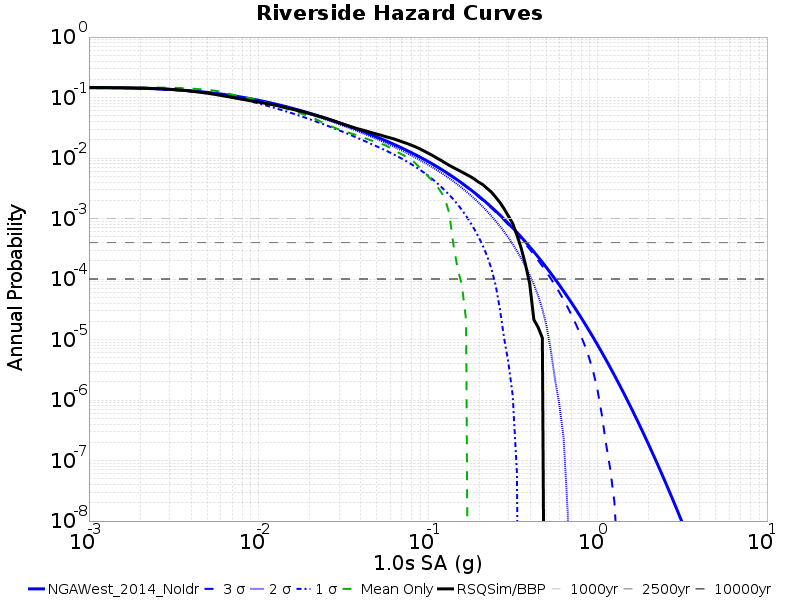 Riverside Hazard Curves
Annual Probability
10^0
10^-1
10^-2
10^-3
10^-4
10^-5
10^-6
10^-7
10^-8
10^-3 10^-2 10^-1 10^0 10^1
1.0s SA (g)
NGAWest_2014_NoIdr 3 σ 2 σ 1 σ Mean Only RSQSim/BBP 1000yr 2500yr 10000yr